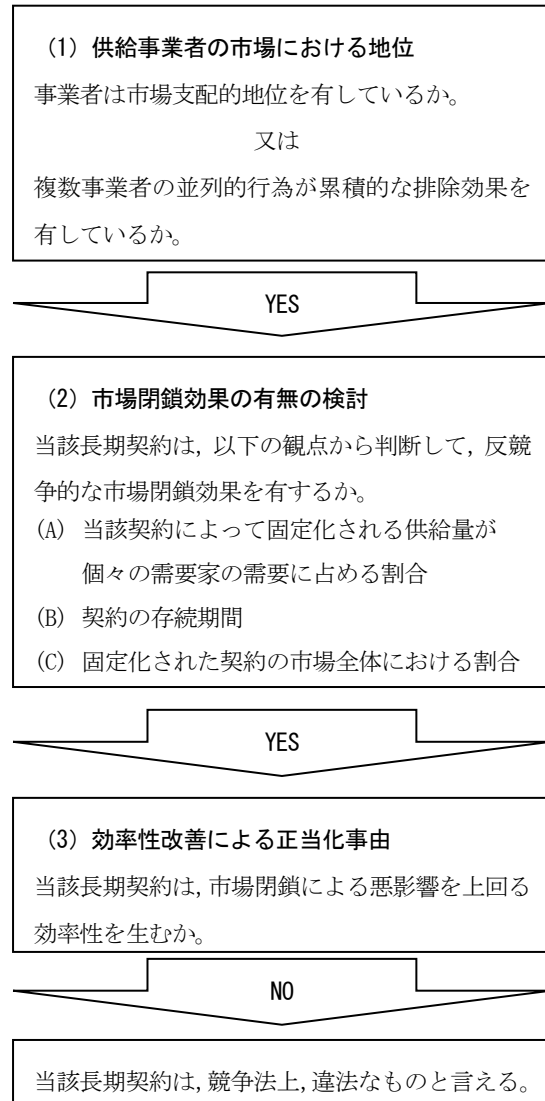 (1) 供給事業者の市場における地位
事業者は市場支配的地位を有しているか。
又は
複数事業者の並列的行為が累積的な排除効果を
有しているか。
YES
(2) 市場閉鎖効果の有無の検討
当該長期契約は,以下の観点から判断して,反競
争的な市場閉鎖効果を有するか。
(A) 当該契約によって固定化される供給量が
個々の需要家の需要に占める割合
(B) 契約の存続期間
(C) 固定化された契約の市場全体における割合
YES
(3) 効率性改善による正当化事由
当該長期契約は,市場閉鎖による悪影響を上回る
効率性を生むか。
NO
当該長期契約は,競争法上,違法なものと言える。